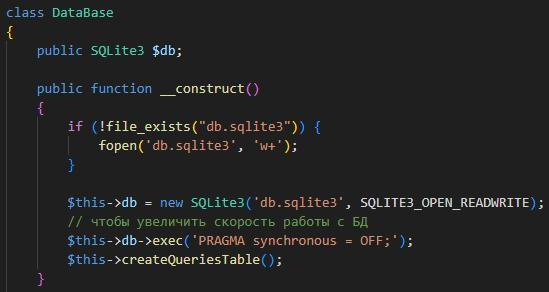 class DataBase
{
    public SQLite3 $db;

    public function __construct()
    {
        if (!file_exists("db.sqlite3")) {
            fopen('db.sqlite3', 'w+');
        }

        $this->db = new SQLite3('db.sqlite3', SQLITE3_OPEN_READWRITE);
        // чтобы увеличить скорость работы с БД
        $this->db->exec('PRAGMA synchronous = OFF;');
        $this->createQueriesTable();
    }